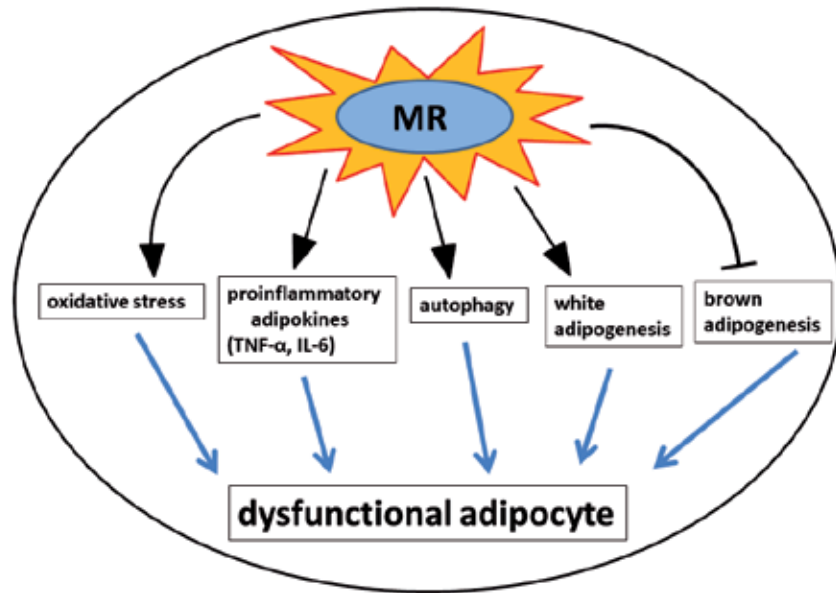 MR
oxidative stress
proinflammatory
adipokines
(TNF-α, IL-6)
autophagy
white
adipogenesis
brown
adipogenesis
dysfunctional adipocyte